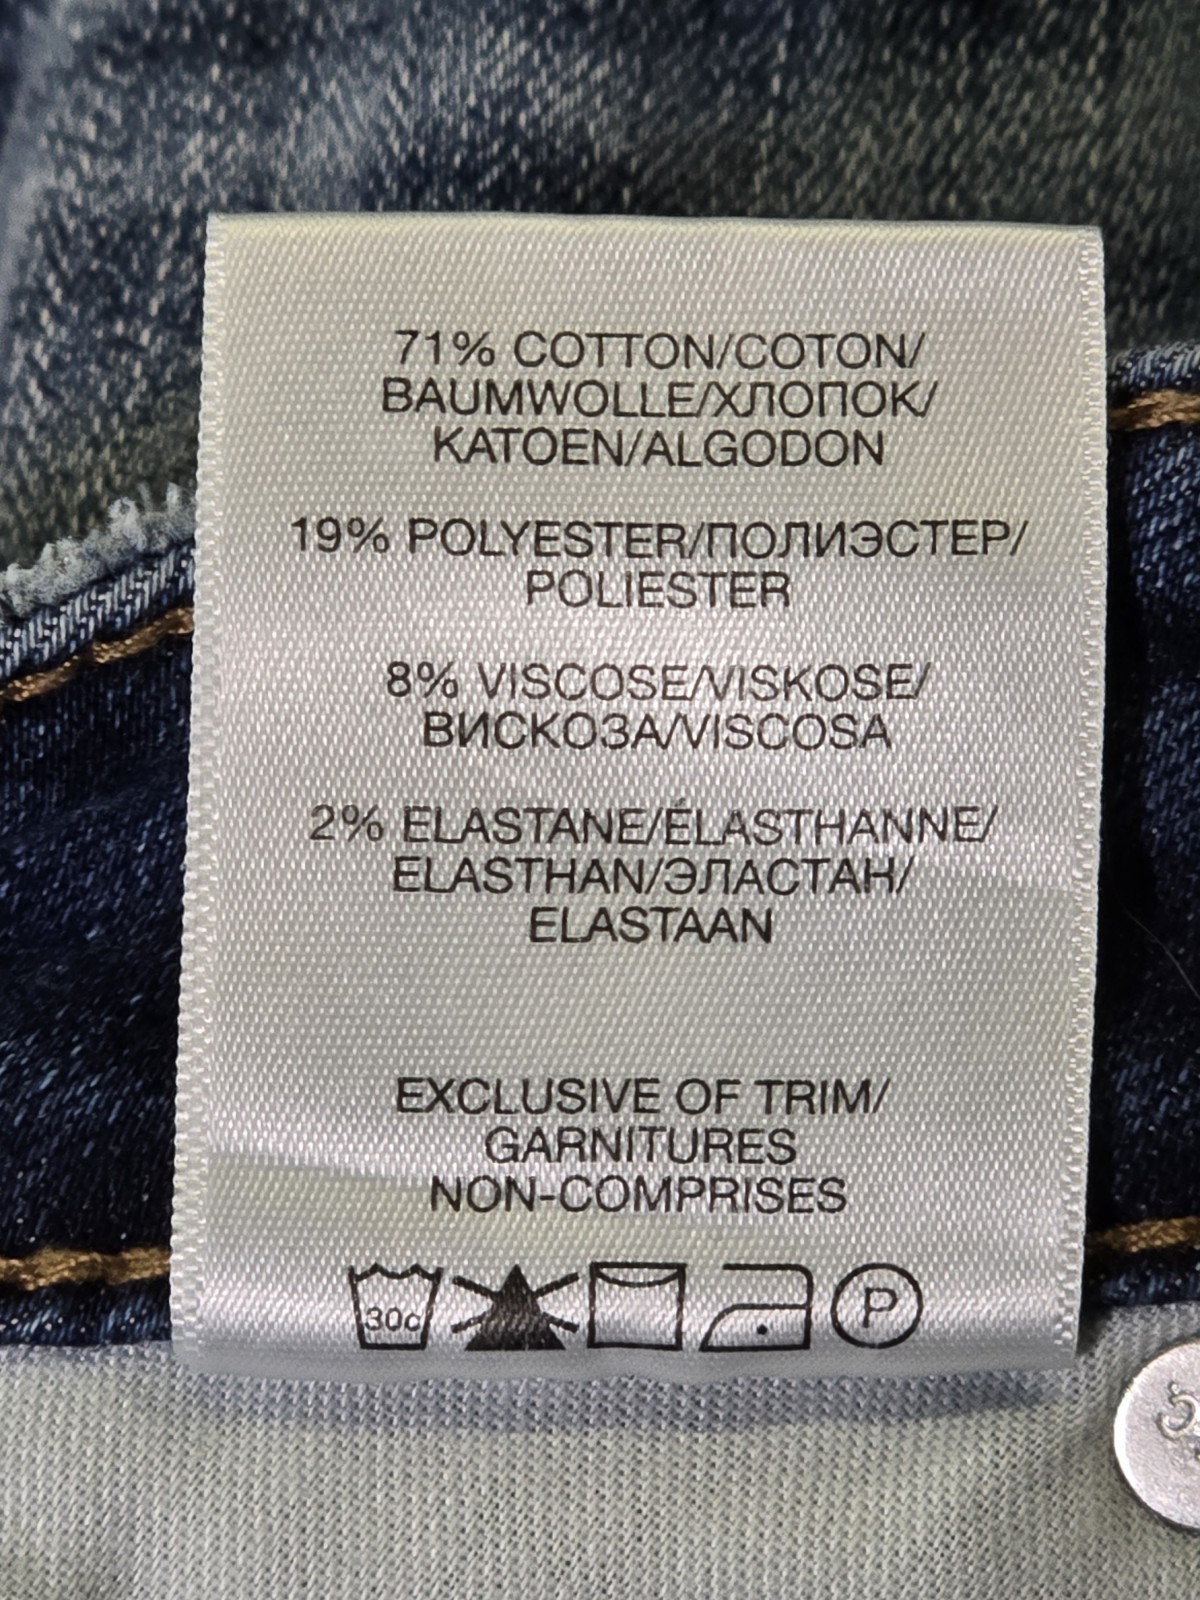 71% COTTON/COTON/
BAUMWOLLE/ХЛОПОК/
KATOEN/ALGODON
19% POLYESTER/ПОЛИЭСТЕР/
POLIESTER
8% VISCOSE/VISKOSE/
ВИСКОЗА/VISCOSA
2% ELASTANE/ÉLASTHANNE/
ELASTHAN/ЭЛАСТАН/
ELASTAAN
EXCLUSIVE OF TRIM/
GARNITURES
NON-COMPRISES
30c P